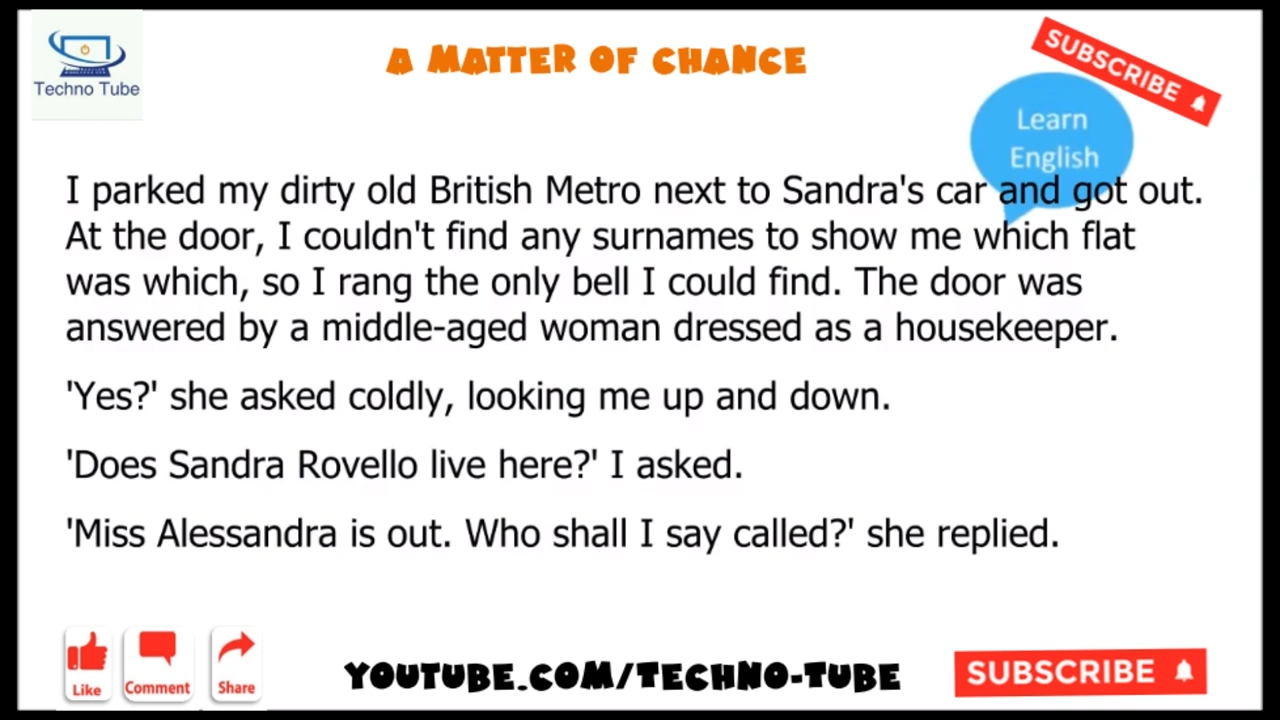 A MATTER OF CHANCE
SUBSCRIBE
Techno Tube
Learn
English
I parked my dirty old British Metro next to Sandra's car and got out.
At the door, I couldn't find any surnames to show me which flat
was which, so I rang the only bell I could find. The door was
answered by a middle-aged woman dressed as a housekeeper.
'Yes?' she asked coldly, looking me up and down.
'Does Sandra Rovello live here?' I asked.
'Miss Alessandra is out. Who shall I say called?' she replied.
Like
Comment
Share
YOUTUBE.COM/TECHNO-TUBE
SUBSCRIBE